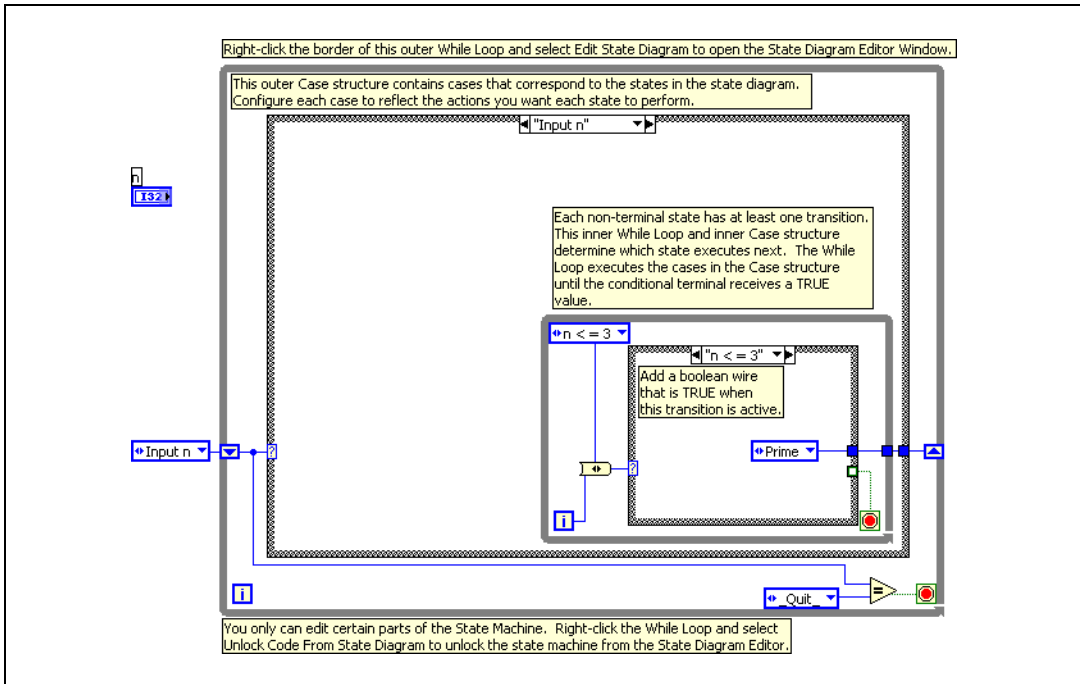 Right-click the border of this outer While Loop and select Edit State Diagram to open the State Diagram Editor Window.
This outer Case structure contains cases that correspond to the states in the state diagram.
Configure each case to reflect the actions you want each state to perform.
"Input n"
n
I32
Each non-terminal state has at least one transition.
This inner While Loop and inner Case structure
determine which state executes next. The While
Loop executes the cases in the Case structure
until the conditional terminal receives a TRUE
value.
n < = 3
"n < = 3"
Add a boolean wire
that is TRUE when
this transition is active.
Input n
?
Prime
?
i
i
_Quit_
=
You only can edit certain parts of the State Machine. Right-click the While Loop and select
Unlock Code From State Diagram to unlock the state machine from the State Diagram Editor.